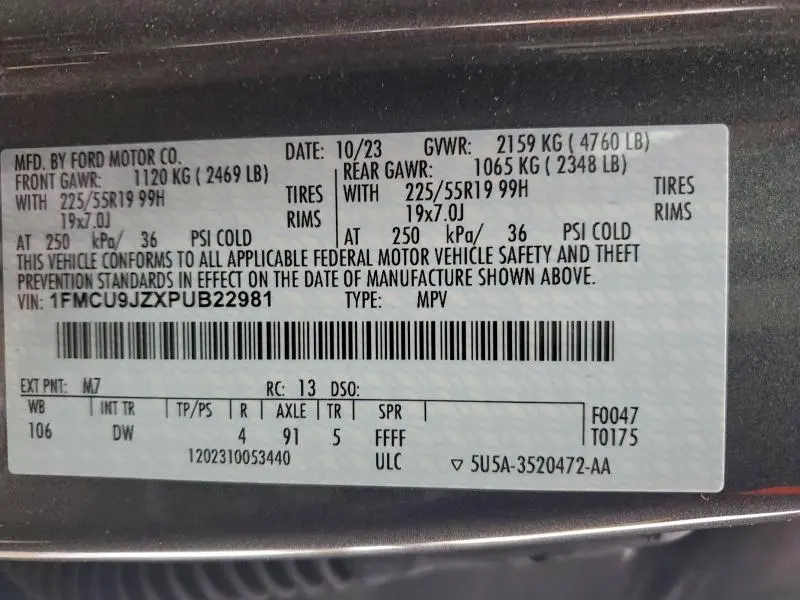 MFD. BY FORD MOTOR CO. DATE: 10/23 GVWR: 2159 KG ( 4760 LB)
FRONT GAWR: 1120 KG ( 2469 LB) REAR GAWR: 1065 KG ( 2348 LB)
WITH 225/55R19 99H TIRES WITH 225/55R19 99H TIRES
19x7.0J RIMS 19x7.0J RIMS
AT 250 kPa/ 36 PSI COLD AT 250 kPa/ 36 PSI COLD
THIS VEHICLE CONFORMS TO ALL APPLICABLE FEDERAL MOTOR VEHICLE SAFETY AND THEFT
PREVENTION STANDARDS IN EFFECT ON THE DATE OF MANUFACTURE SHOWN ABOVE.
VIN: 1FMCU9JZXPUB22981 TYPE: MPV
EXT PNT: M7 RC: 13 DSO:
WB INT TR TP/PS R AXLE TR SPR F0047
106 DW 4 91 5 FFFF T0175
1202310053440 ULC ▽ 5U5A-3520472-AA